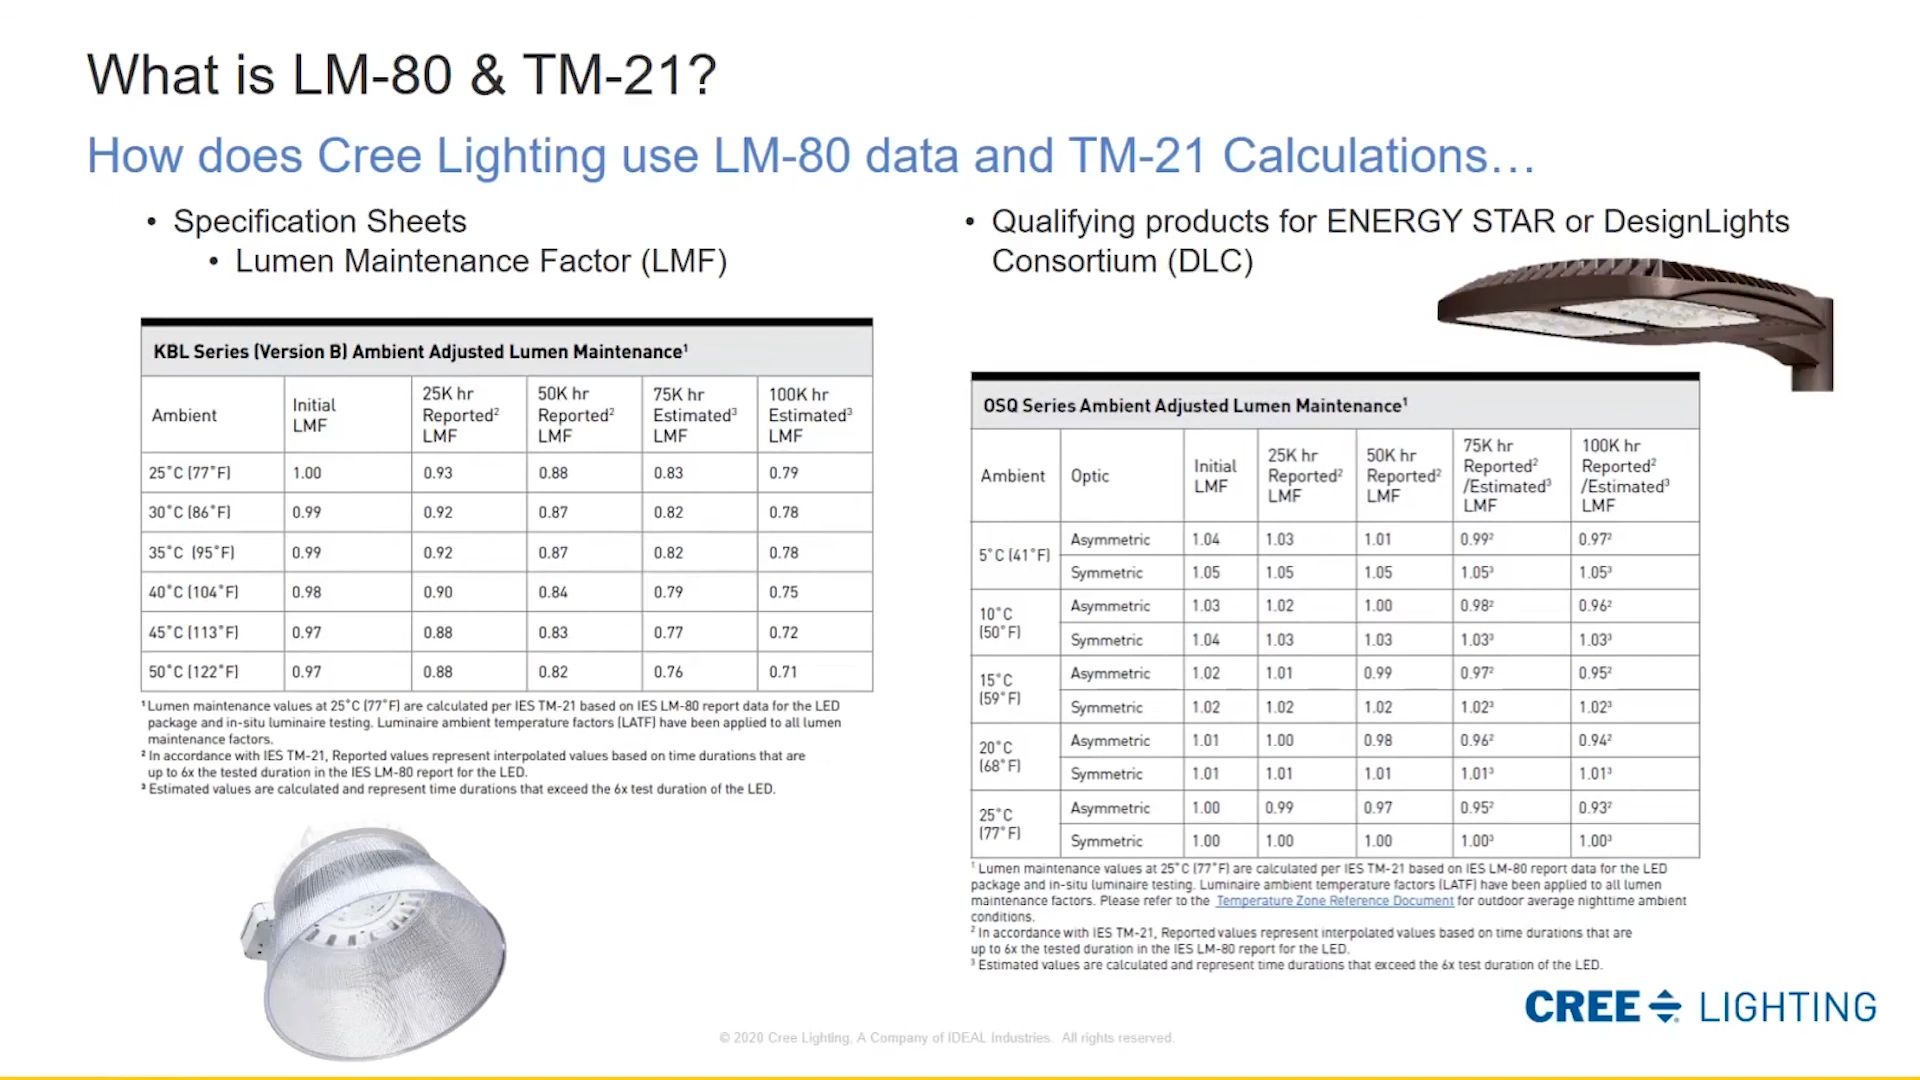 What is LM-80 & TM-21?
How does Cree Lighting use LM-80 data and TM-21 Calculations…
• Specification Sheets
• Lumen Maintenance Factor (LMF)
KBL Series (Version B) Ambient Adjusted Lumen Maintenance¹
Ambient Initial LMF 25K hr Reported² LMF 50K hr Reported² LMF 75K hr Estimated³ LMF 100K hr Estimated³ LMF
25˚C (77˚F) 1.00 0.93 0.88 0.83 0.79
30˚C (86˚F) 0.99 0.92 0.87 0.82 0.78
35˚C (95˚F) 0.99 0.92 0.87 0.82 0.78
40˚C (104˚F) 0.98 0.90 0.84 0.79 0.75
45˚C (113˚F) 0.97 0.88 0.83 0.77 0.72
50˚C (122˚F) 0.97 0.88 0.82 0.76 0.71
¹ Lumen maintenance values at 25˚C (77˚F) are calculated per IES TM-21 based on IES LM-80 report data for the LED
package and in-situ luminaire testing. Luminaire ambient temperature factors (LATF) have been applied to all lumen
maintenance factors.
² In accordance with IES TM-21, Reported values represent interpolated values based on time durations that are
up to 6x the tested duration in the IES LM-80 report for the LED.
³ Estimated values are calculated and represent time durations that exceed the 6x test duration of the LED.
• Qualifying products for ENERGY STAR or DesignLights
Consortium (DLC)
OSQ Series Ambient Adjusted Lumen Maintenance¹
Ambient Optic Initial LMF 25K hr Reported² LMF 50K hr Reported² LMF 75K hr Reported² /Estimated³ LMF 100K hr Reported² /Estimated³ LMF
5˚C (41˚F) Asymmetric 1.04 1.03 1.01 0.99² 0.97²
Symmetric 1.05 1.05 1.05 1.05³ 1.05³
10˚C (50˚F) Asymmetric 1.03 1.02 1.00 0.98² 0.96²
Symmetric 1.04 1.03 1.03 1.03³ 1.03³
15˚C (59˚F) Asymmetric 1.02 1.01 0.99 0.97² 0.95²
Symmetric 1.02 1.02 1.02 1.02³ 1.02³
20˚C (68˚F) Asymmetric 1.01 1.00 0.98 0.96² 0.94²
Symmetric 1.01 1.01 1.01 1.01³ 1.01³
25˚C (77˚F) Asymmetric 1.00 0.99 0.97 0.95² 0.93²
Symmetric 1.00 1.00 1.00 1.00³ 1.00³
¹ Lumen maintenance values at 25˚C (77˚F) are calculated per IES TM-21 based on IES LM-80 report data for the LED
package and in-situ luminaire testing. Luminaire ambient temperature factors (LATF) have been applied to all lumen
maintenance factors. Please refer to the Temperature Zone Reference Document for outdoor average nighttime ambient
conditions.
² In accordance with IES TM-21, Reported values represent interpolated values based on time durations that are
up to 6x the tested duration in the IES LM-80 report for the LED.
³ Estimated values are calculated and represent time durations that exceed the 6x test duration of the LED.
CREE LIGHTING
© 2020 Cree Lighting, A Company of IDEAL Industries. All rights reserved.